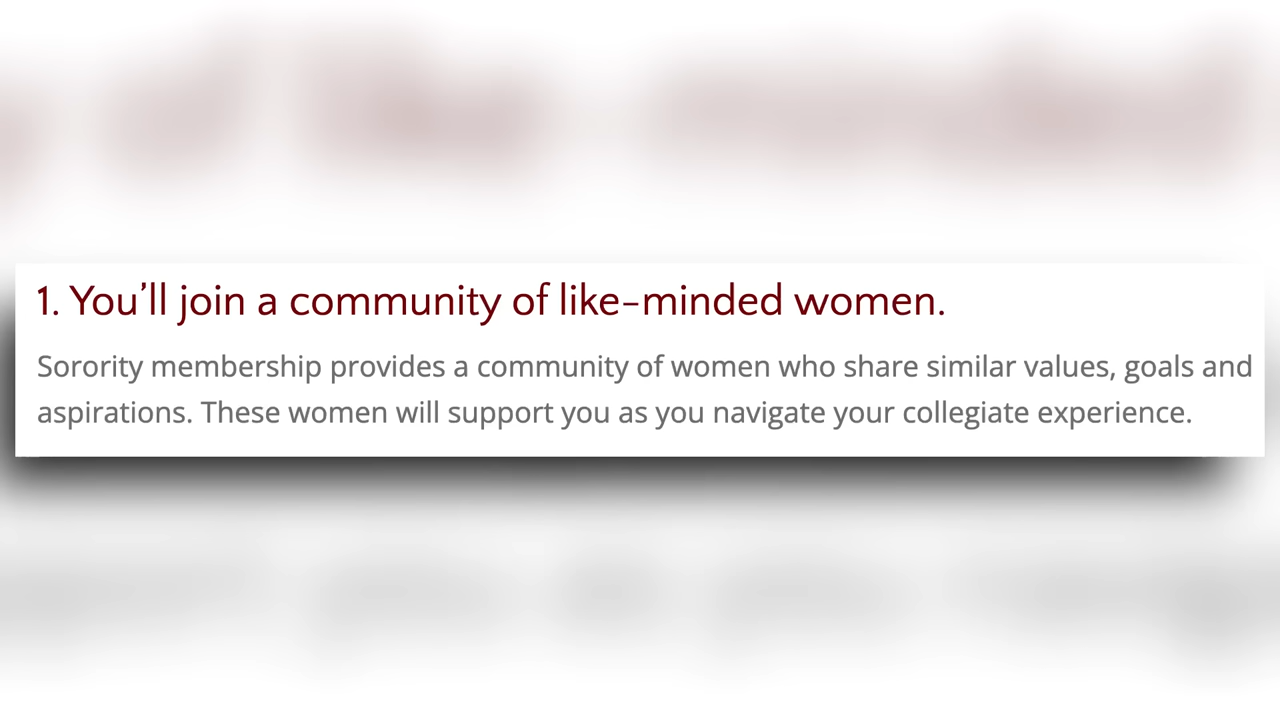 1. You’ll join a community of like-minded women.
Sorority membership provides a community of women who share similar values, goals and
aspirations. These women will support you as you navigate your collegiate experience.